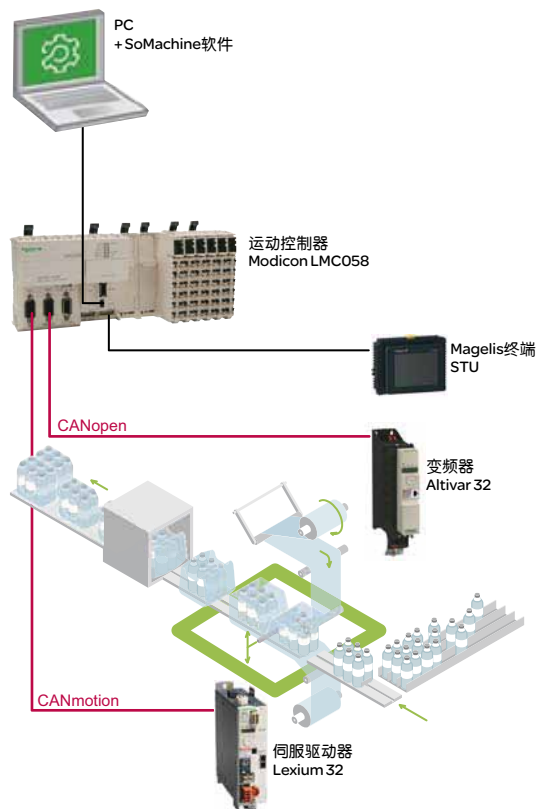 PC
+SoMachine软件
运动控制器
Modicon LMC058
Magelis终端
STU
CANopen
变频器
Altivar 32
CANmotion
伺服驱动器
Lexium 32